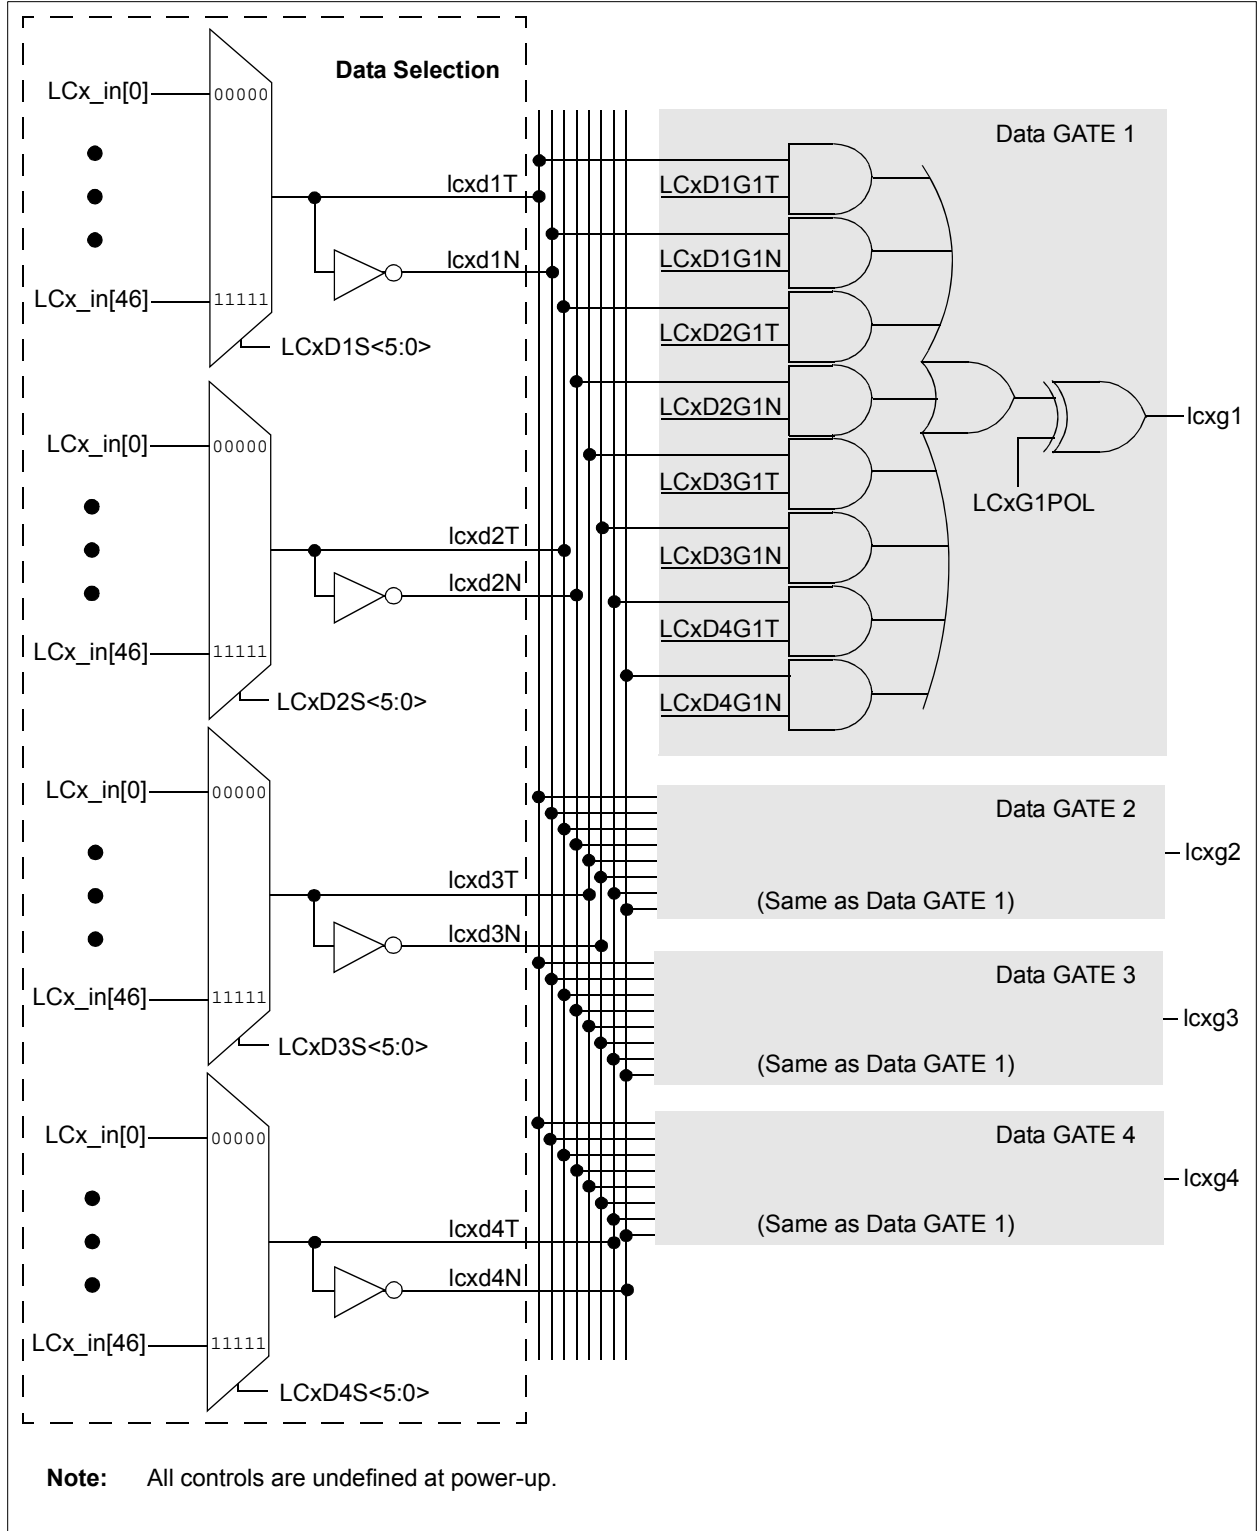 Data Selection
LCx_in[0]
00000
lcxd1T
lcxd1N
LCx_in[46]
11111
LCxD1S<5:0>
LCx_in[0]
00000
lcxd2T
lcxd2N
LCx_in[46]
11111
LCxD2S<5:0>
LCx_in[0]
00000
lcxd3T
lcxd3N
LCx_in[46]
11111
LCxD3S<5:0>
LCx_in[0]
00000
lcxd4T
lcxd4N
LCx_in[46]
11111
LCxD4S<5:0>
Data GATE 1
LCxD1G1T
LCxD1G1N
LCxD2G1T
LCxD2G1N
LCxD3G1T
LCxD3G1N
LCxD4G1T
LCxD4G1N
LCxG1POL
lcxg1
Data GATE 2
(Same as Data GATE 1)
lcxg2
Data GATE 3
(Same as Data GATE 1)
lcxg3
Data GATE 4
(Same as Data GATE 1)
lcxg4
Note: All controls are undefined at power-up.